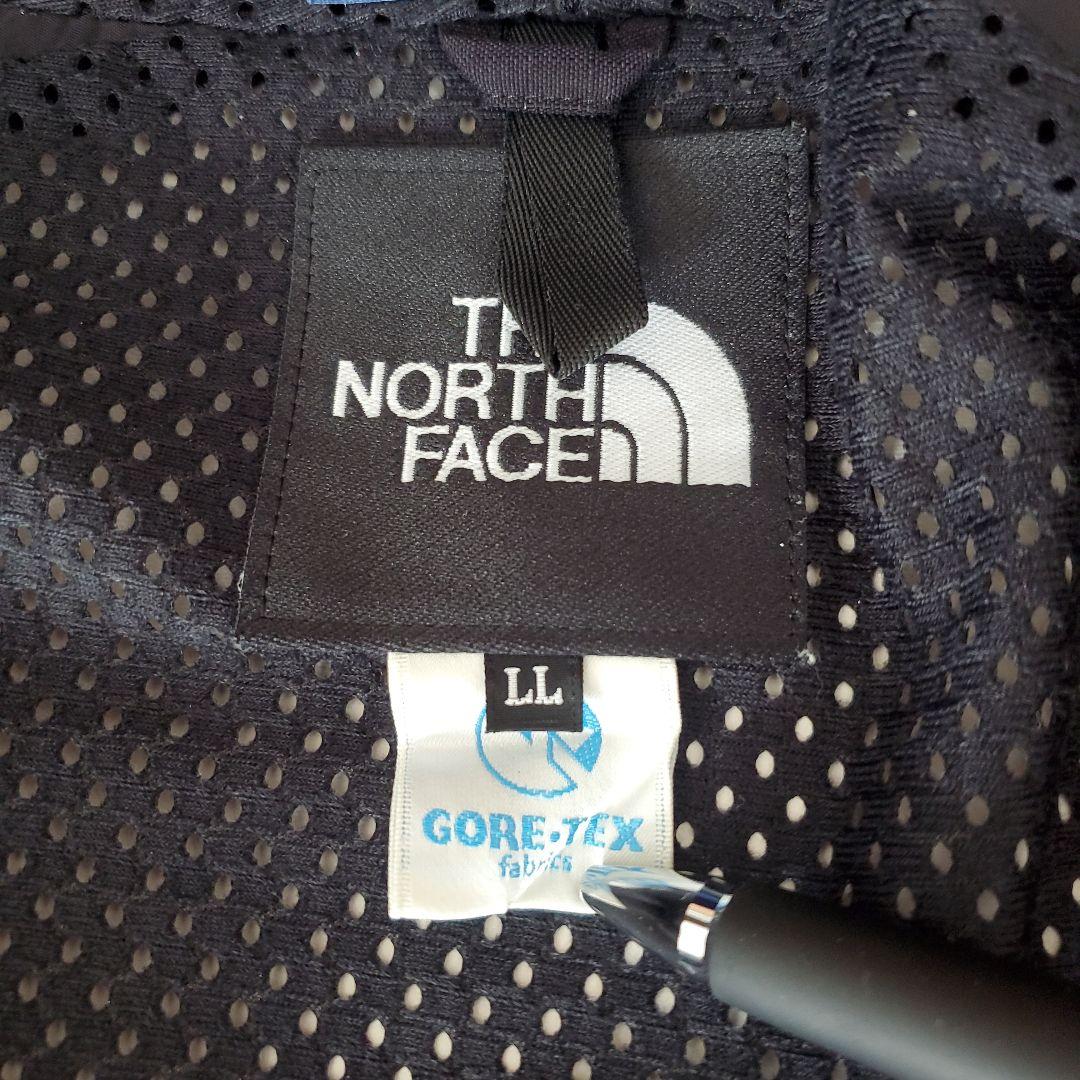 THE
NORTH
FACE
LL
GORE-TEX
fabrics